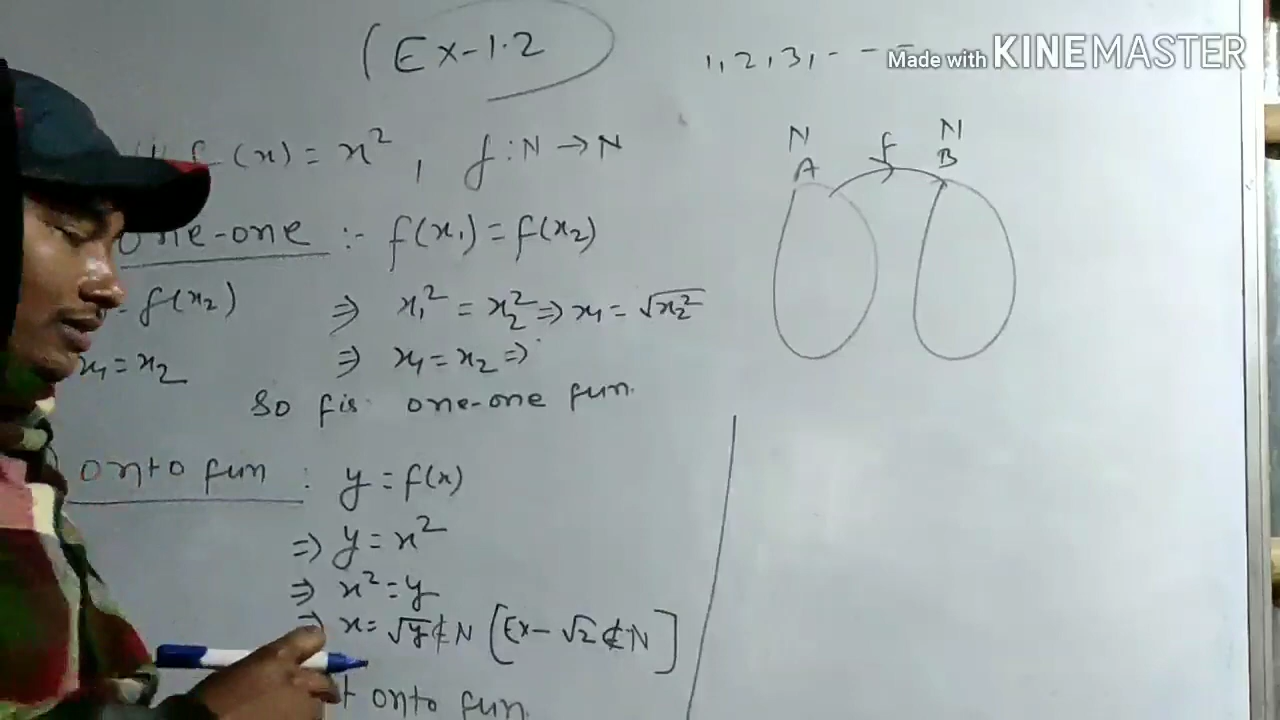 (Ex-1.2
1, 2, 3, - - -
Made with KINEMASTER
f(x) = x², f: N → N
N f N
A B
one-one :- f(x₁) = f(x₂)
f(x₂) ⇒ x₁² = x₂² ⇒ x₁ = √x₂²
x₁ = x₂ ⇒ x₁ = x₂ ⇒
So f is one-one fun.
onto fun : y = f(x)
⇒ y = x²
⇒ x² = y
⇒ x = √y ∉ N [Ex- √2 ∉ N]
onto fun.